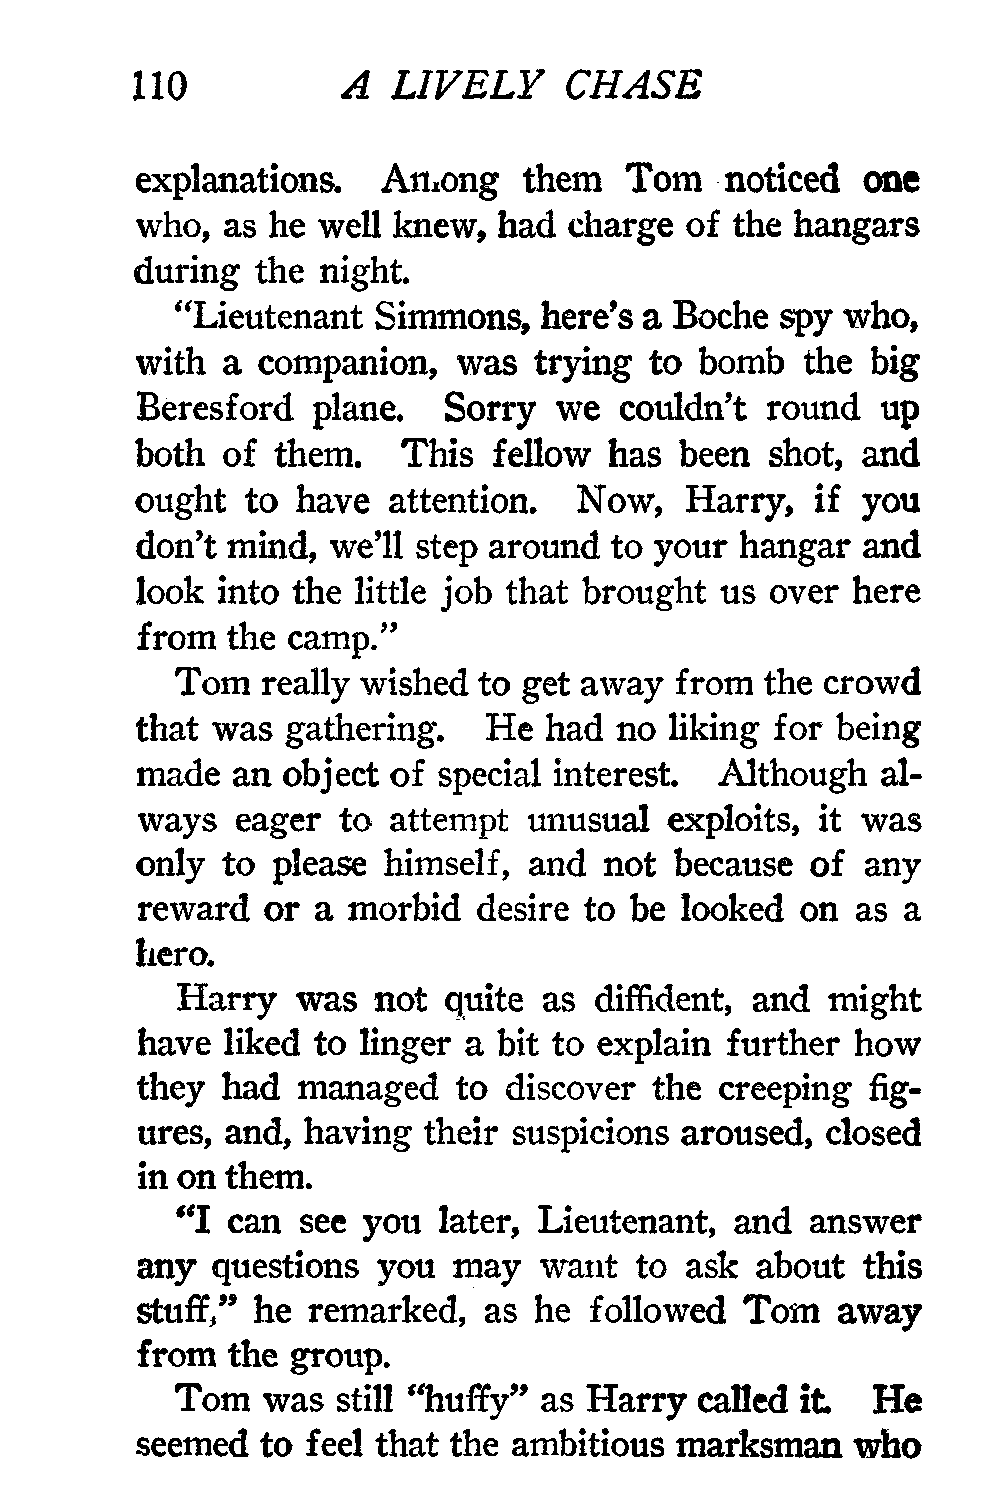 110 A LIVELY CHASE
explanations. Among them Tom noticed one
who, as he well knew, had charge of the hangars
during the night.
“Lieutenant Simmons, here’s a Boche spy who,
with a companion, was trying to bomb the big
Beresford plane. Sorry we couldn’t round up
both of them. This fellow has been shot, and
ought to have attention. Now, Harry, if you
don’t mind, we’ll step around to your hangar and
look into the little job that brought us over here
from the camp.”
Tom really wished to get away from the crowd
that was gathering. He had no liking for being
made an object of special interest. Although al-
ways eager to attempt unusual exploits, it was
only to please himself, and not because of any
reward or a morbid desire to be looked on as a
hero.
Harry was not quite as diffident, and might
have liked to linger a bit to explain further how
they had managed to discover the creeping fig-
ures, and, having their suspicions aroused, closed
in on them.
“I can see you later, Lieutenant, and answer
any questions you may want to ask about this
stuff,” he remarked, as he followed Tom away
from the group.
Tom was still “huffy” as Harry called it. He
seemed to feel that the ambitious marksman who